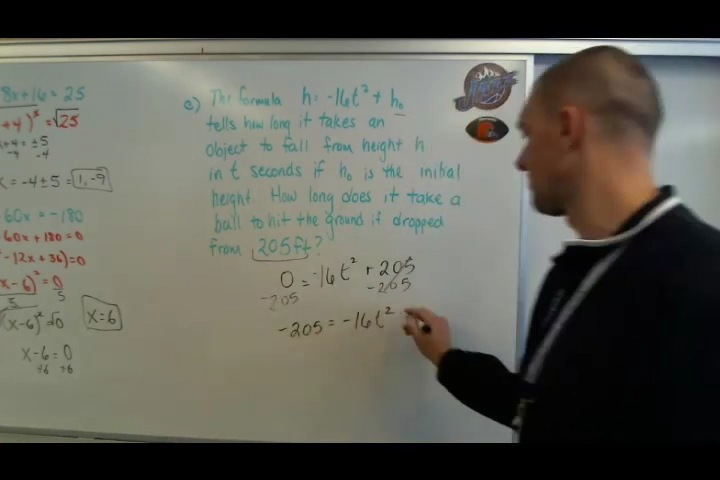 8x+16 = 25
+4)² = √25
x+4 = ±5
-4 -4
x = -4±5 = 1, -9
60x = -180
60x+180=0
-12x+36)=0
x-6)² = 0
5 5
(x-6)² = √0
x-6=0
+6 +6
x=6
c) The formula h = -16t² + h₀
tells how long it takes an
object to fall from height h
in t seconds if h₀ is the initial
height. How long does it take a
ball to hit the ground if dropped
from 205ft?
0 = -16t² + 205
-205 -205
-205 = -16t²